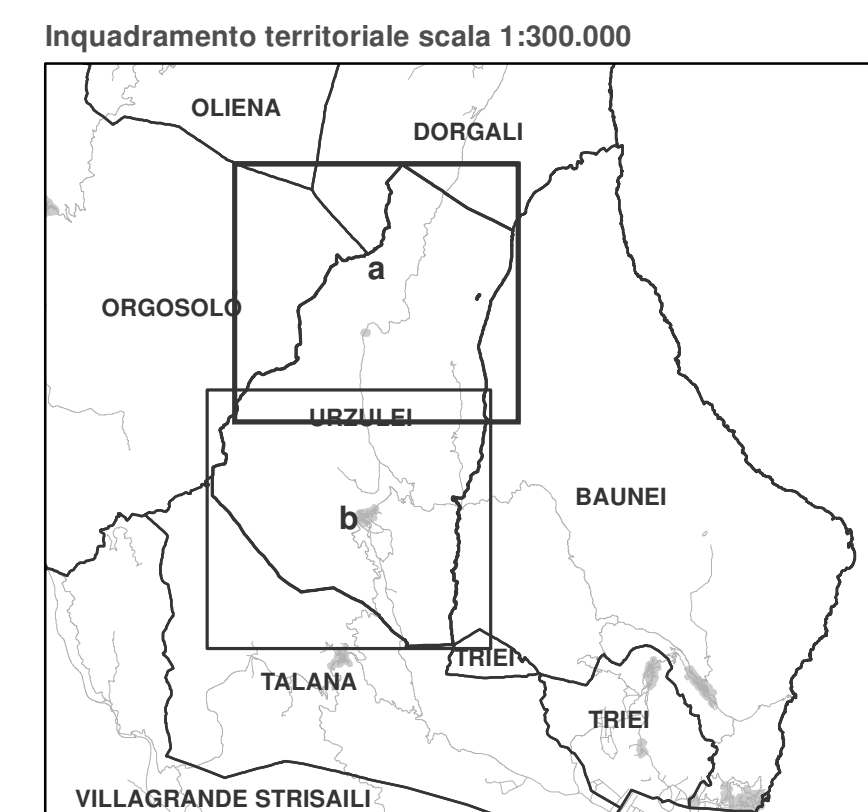 Inquadramento territoriale scala 1:300.000
OLIENA
DORGALI
a
ORGOSOLO
URZULEI
BAUNEI
b
TRIEI
TALANA
TRIEI
VILLAGRANDE STRISAILI